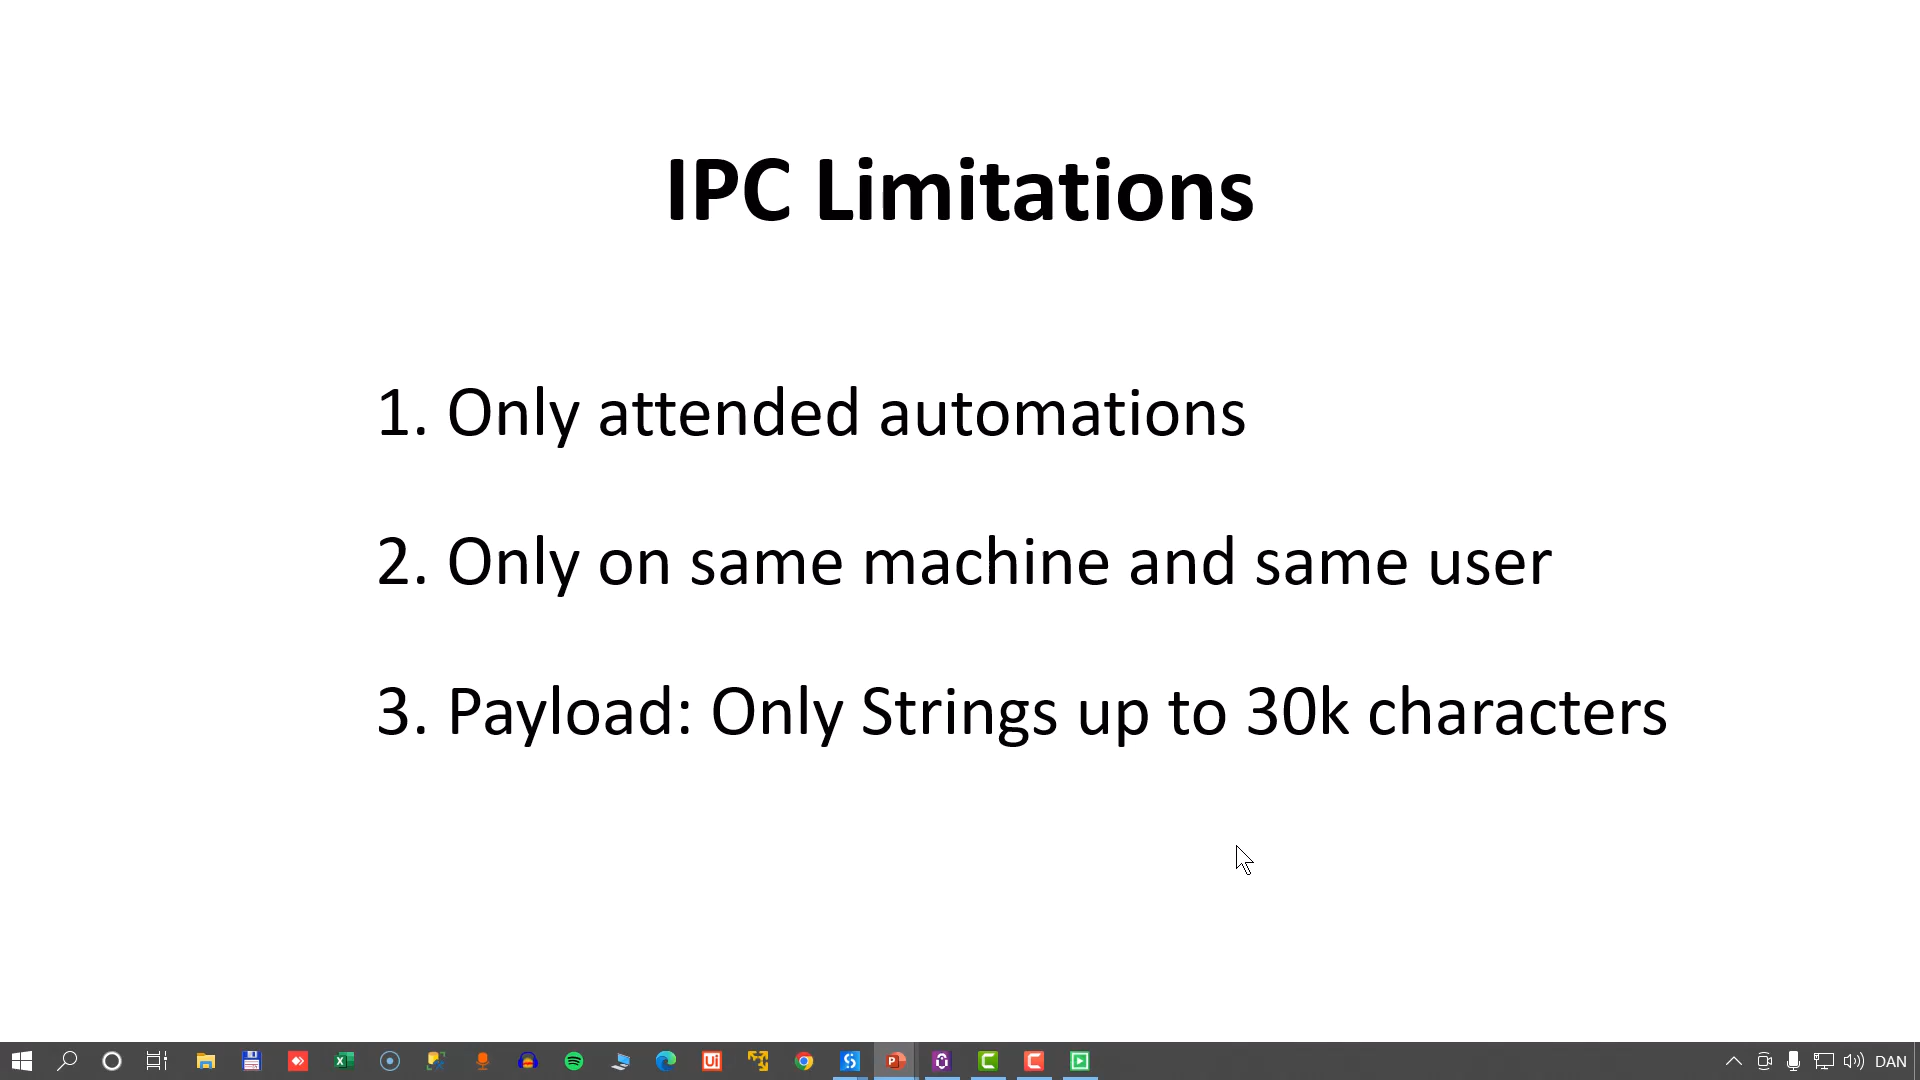 IPC Limitations
1. Only attended automations
2. Only on same machine and same user
3. Payload: Only Strings up to 30k characters
DAN